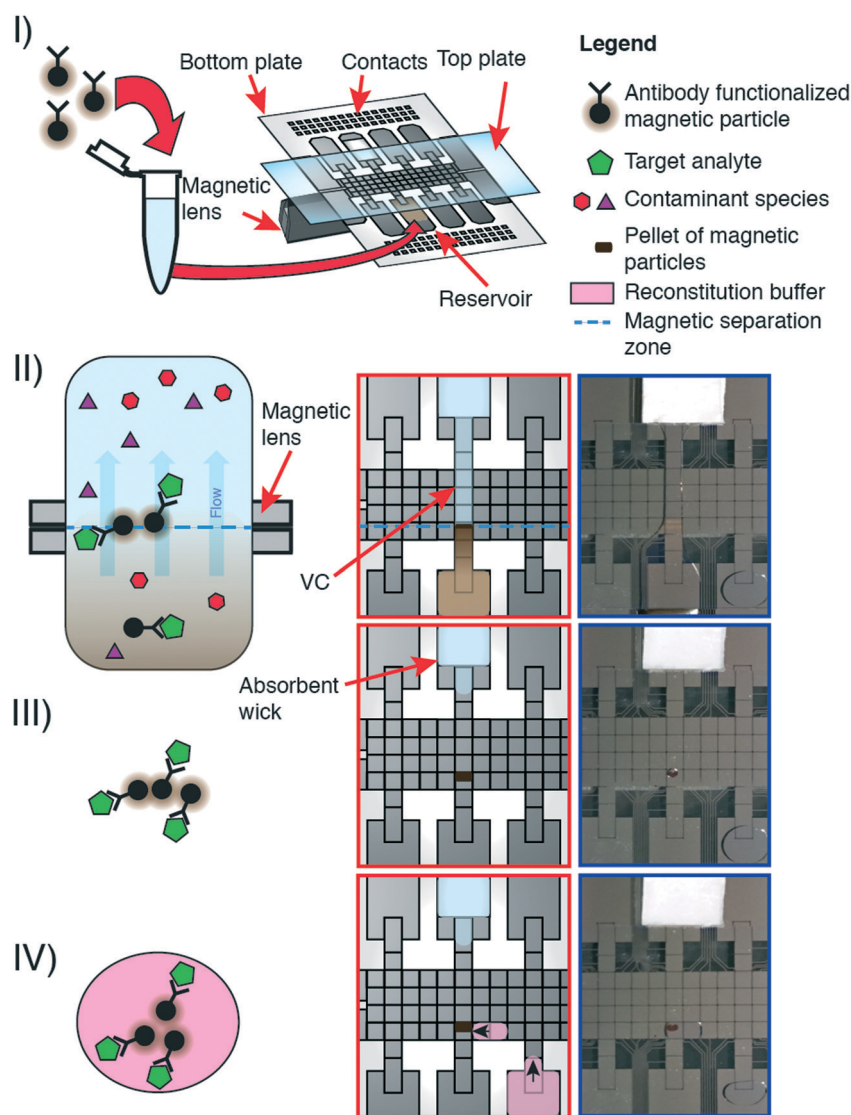 I)
Bottom plate
Contacts
Top plate
Magnetic
lens
Reservoir
Legend
Antibody functionalized
magnetic particle
Target analyte
Contaminant species
Pellet of magnetic
particles
Reconstitution buffer
Magnetic separation
zone
II)
Magnetic
lens
Flow
VC
Absorbent
wick
III)
IV)